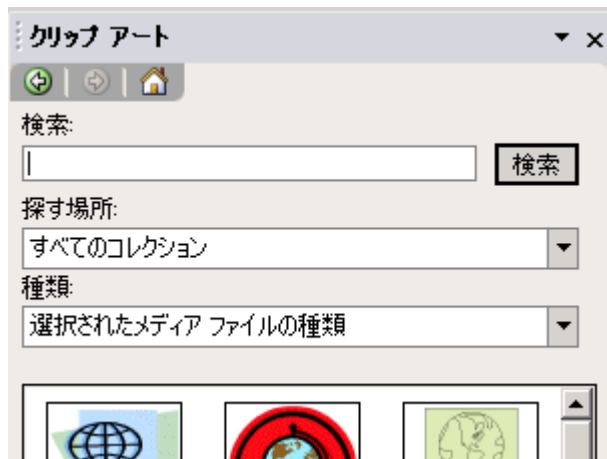 クリップ アート
検索:
検索
探す場所:
すべてのコレクション
種類:
選択されたメディア ファイルの種類